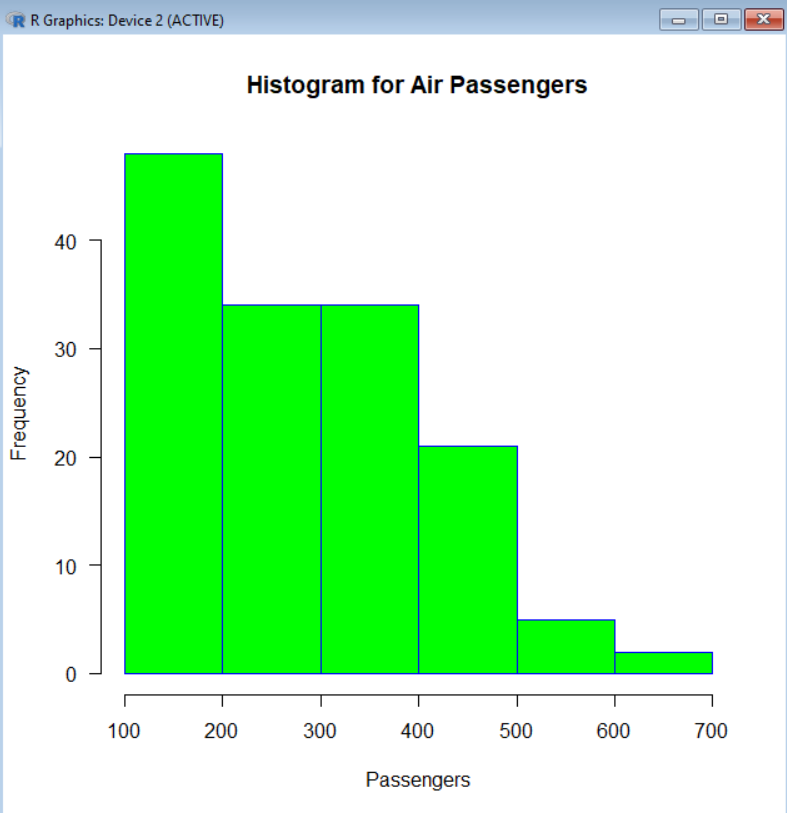 R Graphics: Device 2 (ACTIVE)
Histogram for Air Passengers
40
30
20
10
0
Frequency
100 200 300 400 500 600 700
Passengers